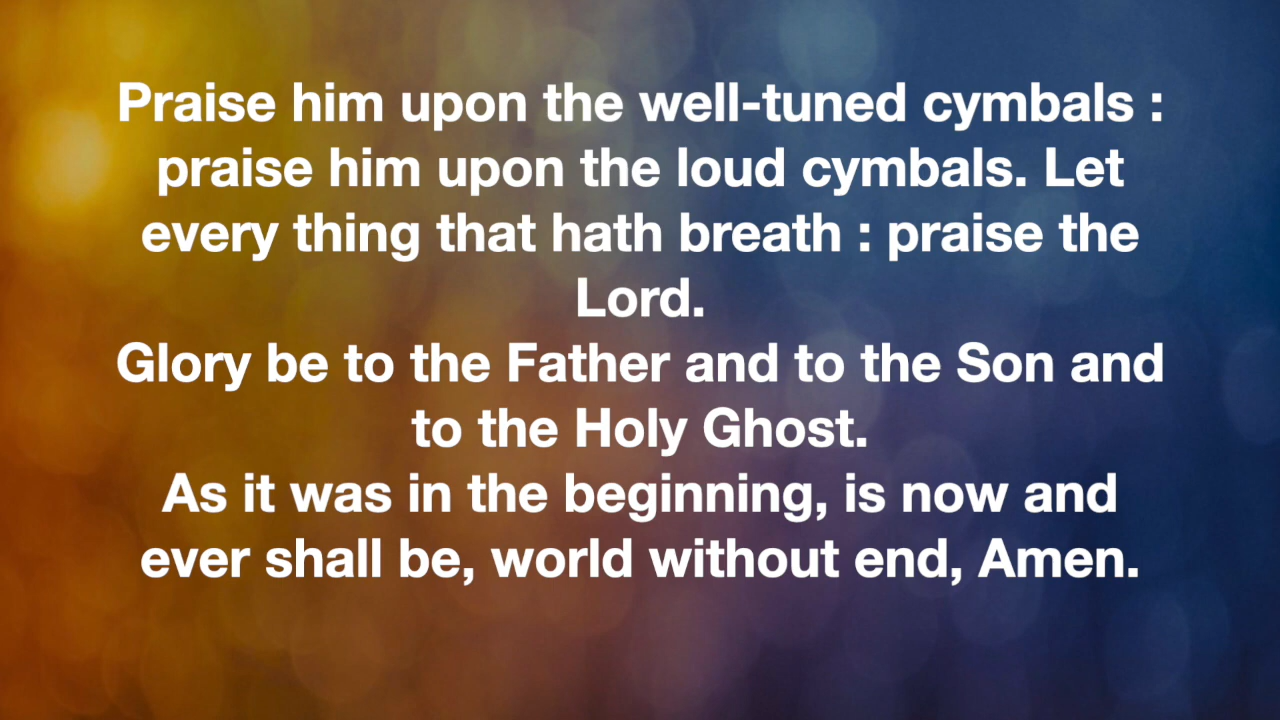 Praise him upon the well-tuned cymbals :
praise him upon the loud cymbals. Let
every thing that hath breath : praise the
Lord.
Glory be to the Father and to the Son and
to the Holy Ghost.
As it was in the beginning, is now and
ever shall be, world without end, Amen.